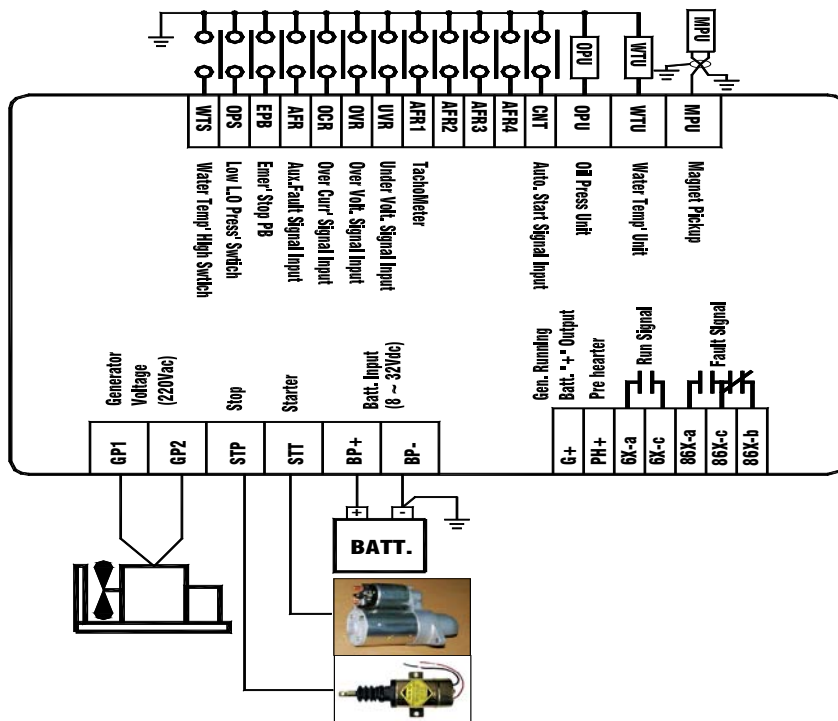 MPU
OPU
WTU
WTS
OPS
EPB
AFR
OCR
OVR
UVR
AFR1
AFR2
AFR3
AFR4
CNT
OPU
WTU
MPU
Water Temp' High Swtich
Low L.O Press' Swtich
Emer' Stop PB
Aux.Fault Signal Input
Over Curr' Signal Input
Over Volt. Signal Input
Under Volt. Signal Input
TachoMeter
Auto. Start Signal Input
Oil Press Unit
Water Temp' Unit
Magnet Pickup
Generator
Voltage
(220Vac)
Stop
Starter
Batt. Input
(8 ~ 32Vdc)
Gen. Running
Batt. "+" Output
Pre hearter
Run Signal
Fault Signal
GP1
GP2
STP
STT
BP+
BP-
G+
PH+
6X-a
6X-c
86X-a
86X-c
86X-b
+
-
BATT.